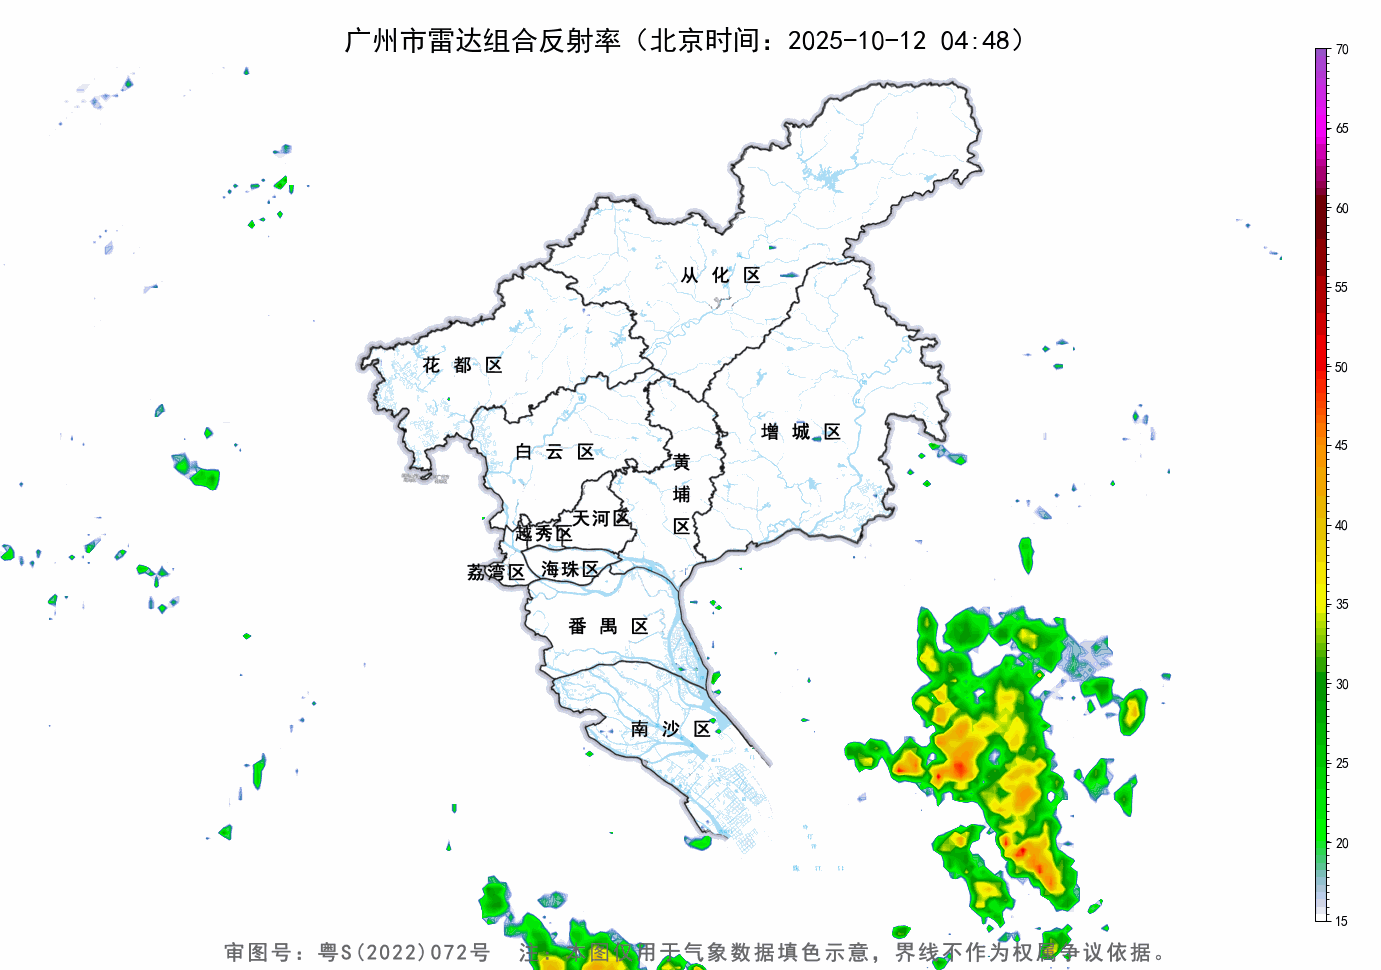 广州市雷达组合反射率（北京时间：2025-10-12 04:48）
70
65
60
55
50
45
40
35
30
25
20
15
从化区
花都区
增城区
白云区
黄埔区
天河区
越秀区
荔湾区
海珠区
番禺区
南沙区
审图号：粤S(2022)072号 注：本图仅用于气象数据填色示意，界线不作为权属争议依据。